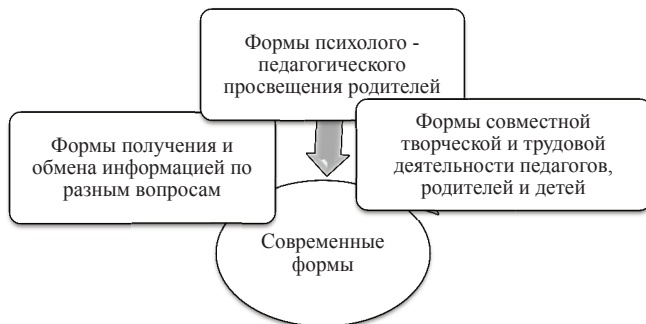 Формы психолого -
педагогического
просвещения родителей
Формы получения и
обмена информацией по
разным вопросам
Формы совместной
творческой и трудовой
деятельности педагогов,
родителей и детей
Современные
формы